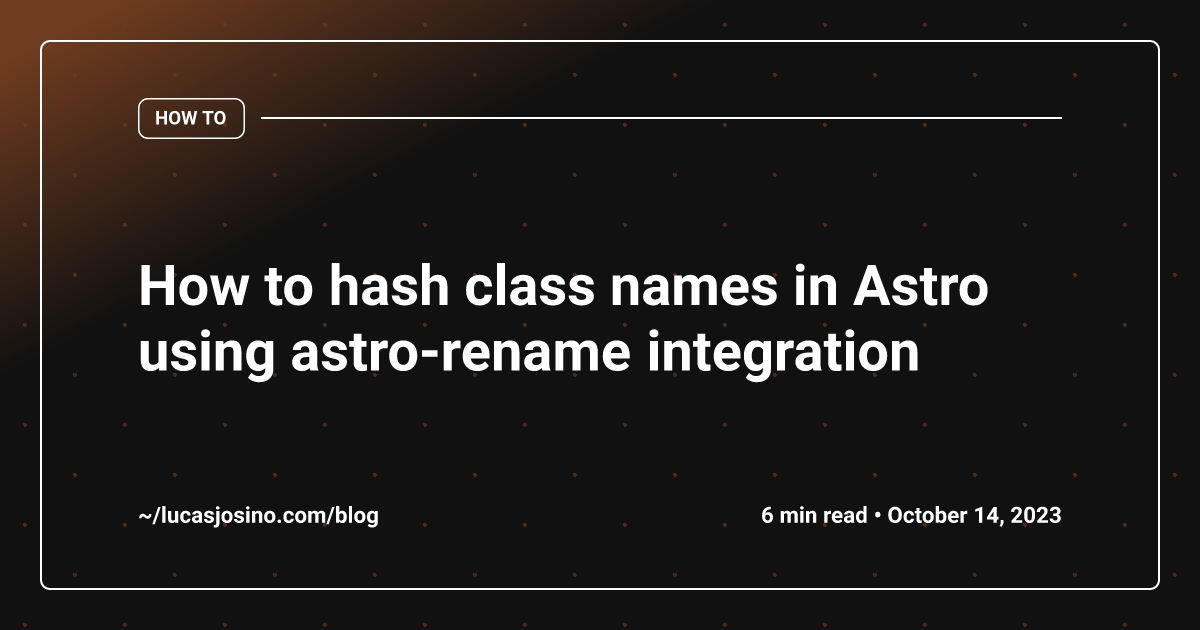 HOW TO
How to hash class names in Astro
using astro-rename integration
~/lucasjosino.com/blog
6 min read • October 14, 2023